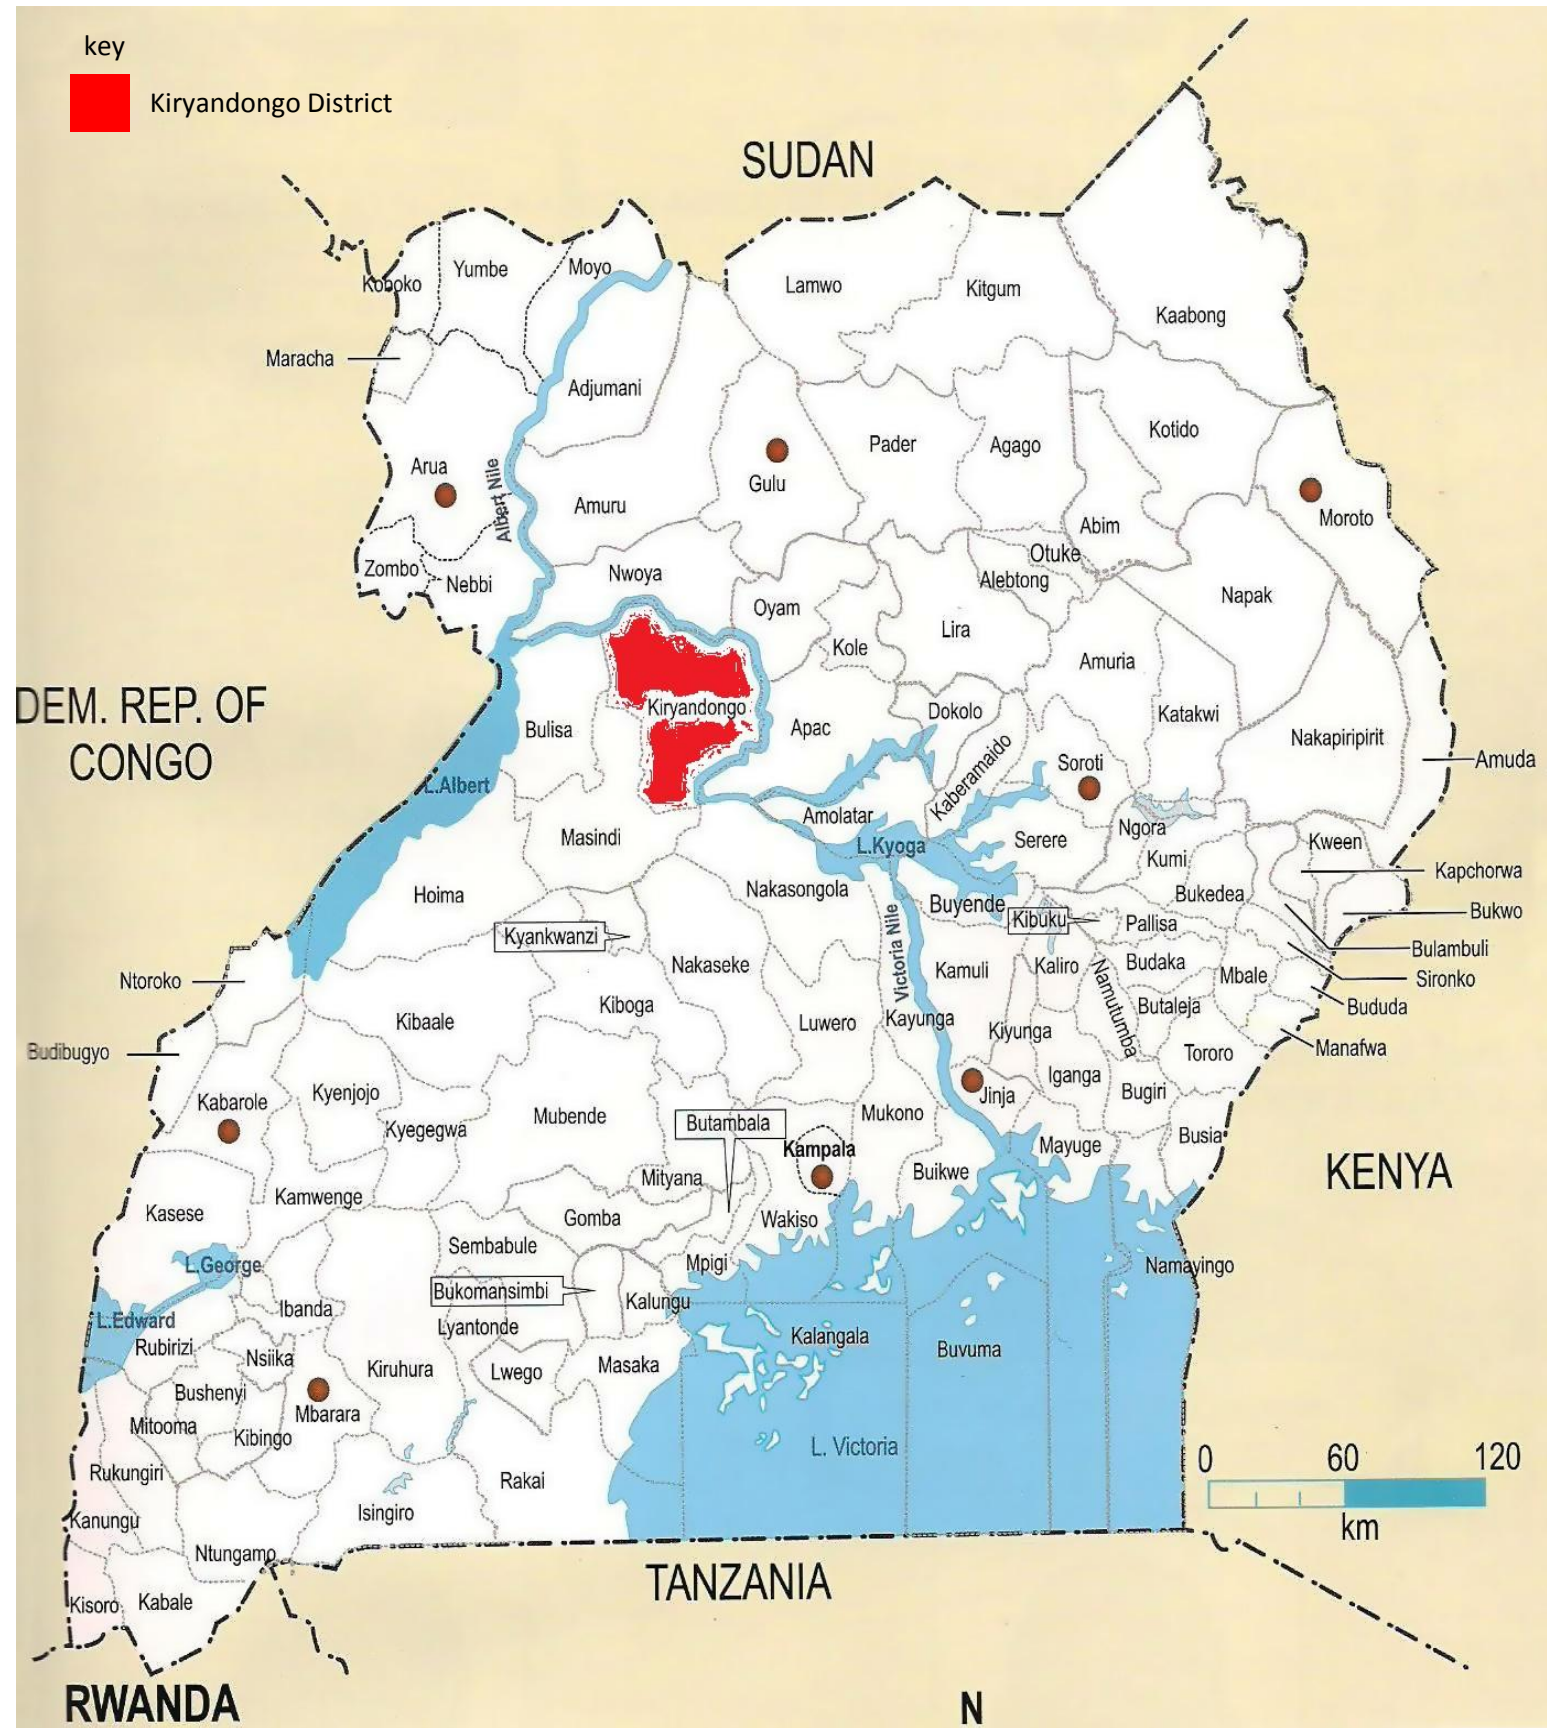 key
Kiryandongo District
SUDAN
Koboko
Yumbe
Moyo
Lamwo
Kitgum
Kaabong
Maracha
Adjumani
Arua
Albert Nile
Amuru
Gulu
Pader
Agago
Kotido
Moroto
Abim
Otuke
Alebtong
Zombo
Nebbi
Nwoya
Oyam
Kole
Lira
Napak
Amuria
DEM. REP. OF
CONGO
Bulisa
Kiryandongo
Apac
Dokolo
Kaberamaido
Katakwi
Nakapiripirit
Amuda
Soroti
L.Albert
Masindi
Amolatar
L.Kyoga
Serere
Ngora
Kumi
Kween
Kapchorwa
Hoima
Nakasongola
Buyende
Kibuku
Bukedea
Pallisa
Bukwo
Bulambuli
Sironko
Kyankwanzi
Nakaseke
Victoria Nile
Kamuli
Kaliro
Namutumba
Budaka
Mbale
Butaleja
Bududa
Manafwa
Ntoroko
Kibaale
Kiboga
Luwero
Kayunga
Kiyunga
Tororo
Budibugyo
Kabarole
Kyenjojo
Kyegegwa
Mubende
Butambala
Kampala
Mukono
Jinja
Iganga
Bugiri
Mayuge
Busia
KENYA
Kasese
Kamwenge
Mityana
Gomba
Wakiso
Buikwe
Sembabule
Mpigi
Namayingo
L.George
L.Edward
Ibanda
Bukomansimbi
Kalungu
Lyantonde
Rubirizi
Nsiika
Kiruhura
Lwego
Masaka
Kalangala
Buvuma
Bushenyi
Mitooma
Kibingo
Mbarara
L. Victoria
Rukungiri
Rakai
Isingiro
Kanungu
Ntungamo
Kisoro
Kabale
0 60 120
km
TANZANIA
RWANDA
N